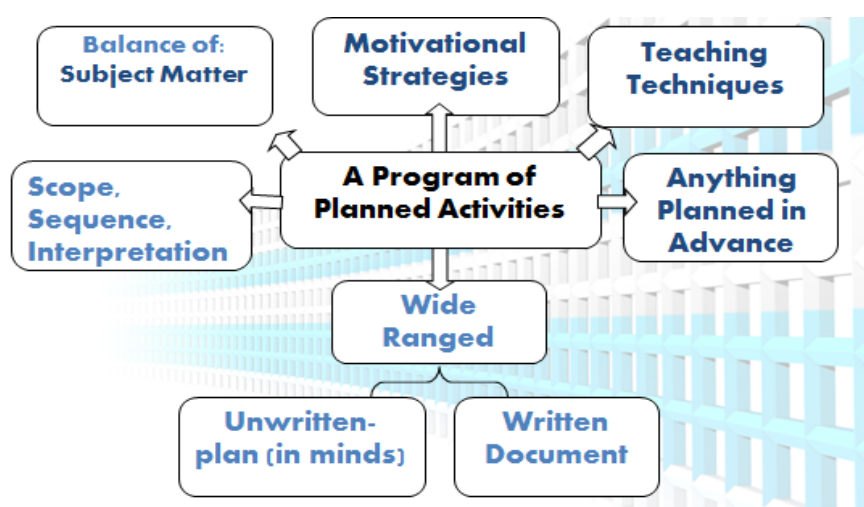 Balance of:
Subject Matter
Motivational
Strategies
Teaching
Techniques
Scope,
Sequence,
Interpretation
A Program of
Planned Activities
Anything
Planned in
Advance
Wide
Ranged
Unwritten-
plan (in minds)
Written
Document